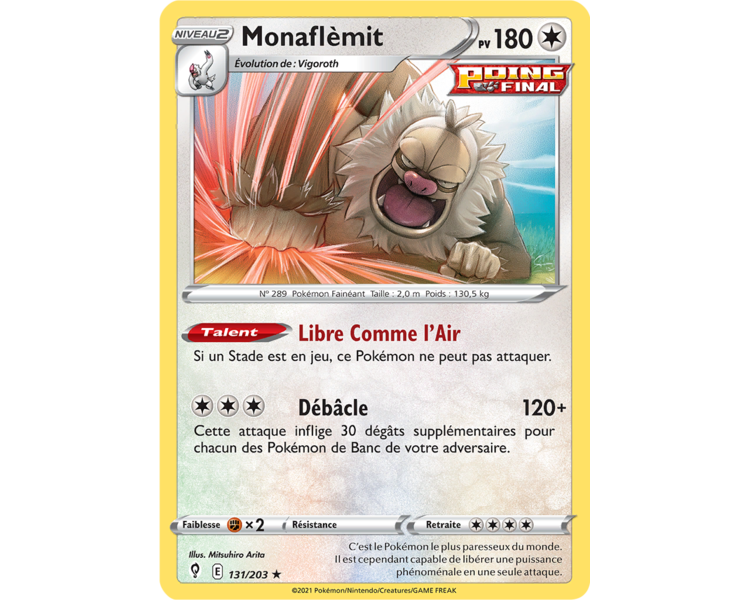 NIVEAU 2
Monaflèmit
PV 180
Évolution de : Vigoroth
POING
FINAL
N° 289 Pokémon Fainéant Taille : 2,0 m Poids : 130,5 kg
Talent Libre Comme l'Air
Si un Stade est en jeu, ce Pokémon ne peut pas attaquer.
Débâcle 120+
Cette attaque inflige 30 dégâts supplémentaires pour
chacun des Pokémon de Banc de votre adversaire.
Faiblesse ×2 Résistance Retraite
Illus. Mitsuhiro Arita
E 131/203 ★
C'est le Pokémon le plus paresseux du monde.
Il est cependant capable de libérer une puissance
phénoménale en une seule attaque.
©2021 Pokémon/Nintendo/Creatures/GAME FREAK